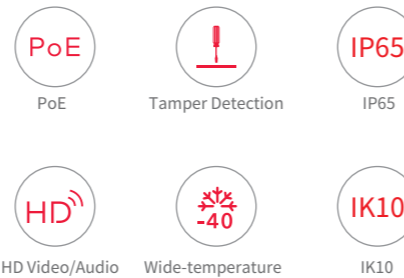 PoE
IP65
PoE
Tamper Detection
IP65
HD
-40
IK10
HD Video/Audio
Wide-temperature
IK10